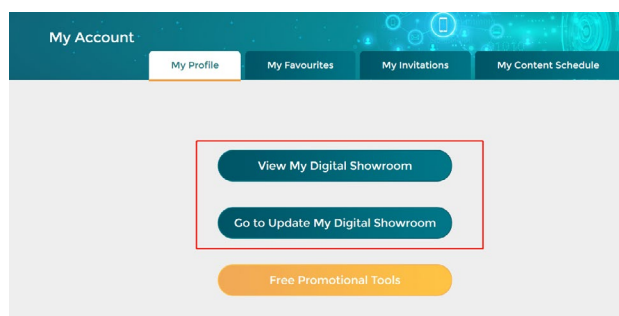 My Account
My Profile My Favourites My Invitations My Content Schedule
View My Digital Showroom
Go to Update My Digital Showroom
Free Promotional Tools